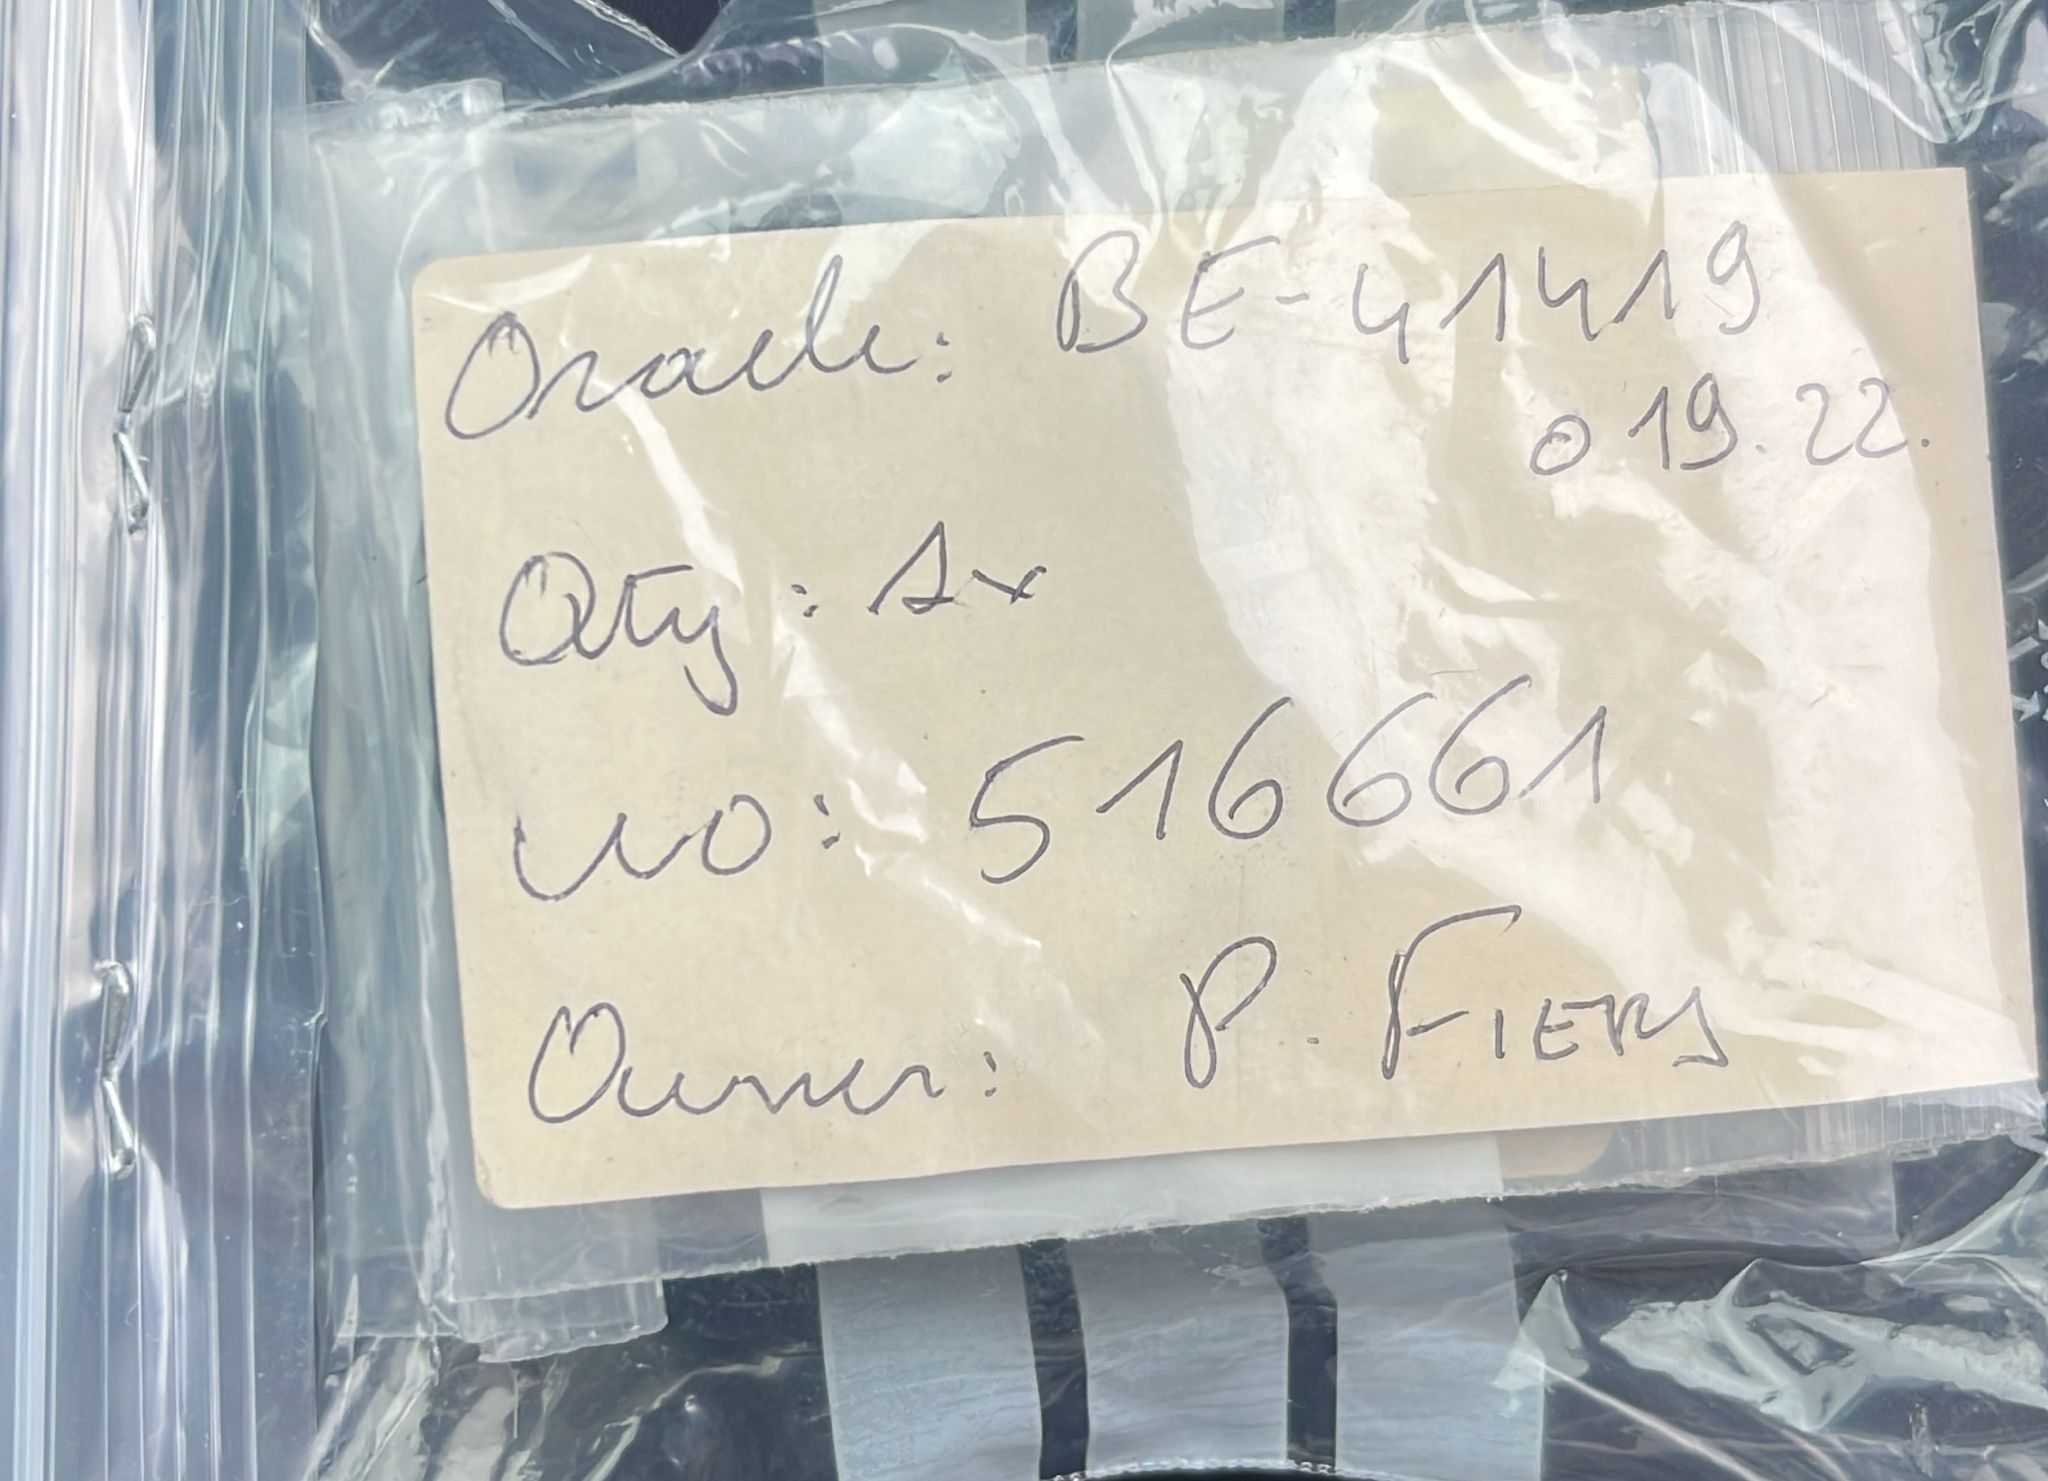 Oracle: BE-41419
019.22.
Qty: 1x
WO: 516661
Owner: P. FIERS